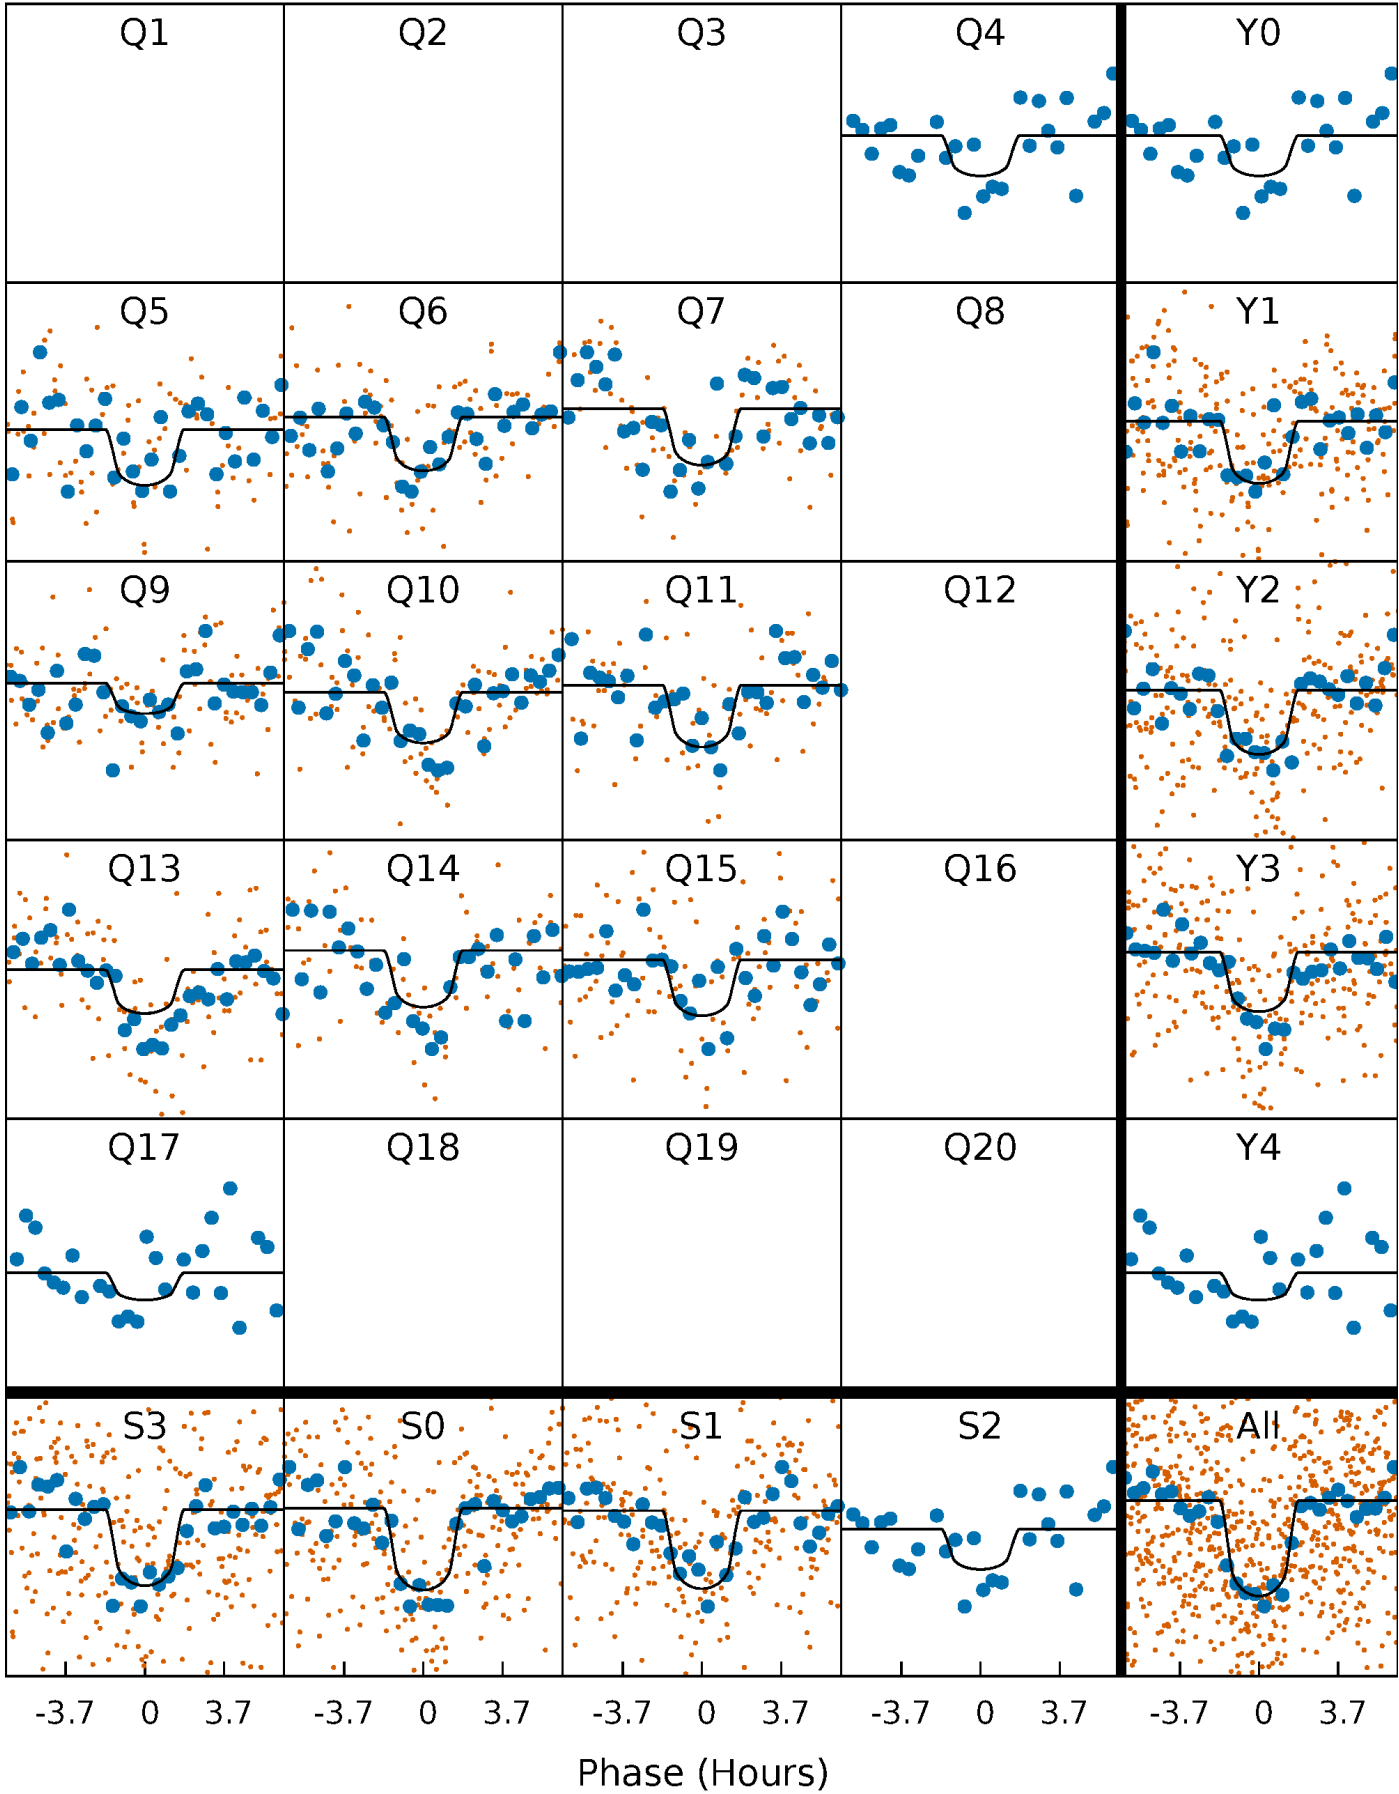 Q1 Q2 Q3 Q4 Y0
Q5 Q6 Q7 Q8 Y1
Q9 Q10 Q11 Q12 Y2
Q13 Q14 Q15 Q16 Y3
Q17 Q18 Q19 Q20 Y4
S3 S0 S1 S2 All
-3.7 0 3.7 -3.7 0 3.7 -3.7 0 3.7 -3.7 0 3.7 -3.7 0 3.7
Phase (Hours)